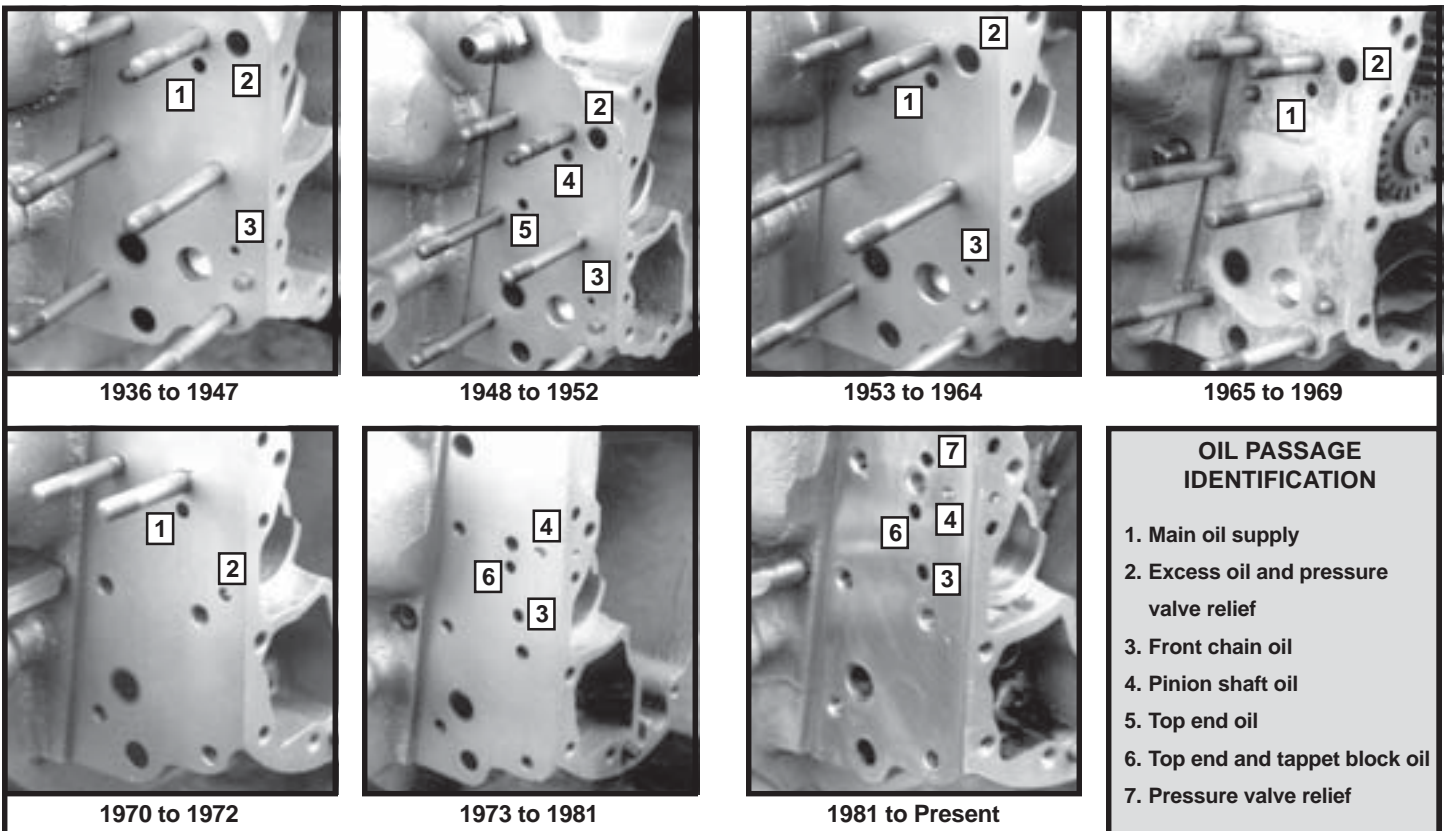 1
2
3
1936 to 1947
2
4
5
3
1948 to 1952
2
1
3
1953 to 1964
2
1
1965 to 1969
1
2
1970 to 1972
4
6
3
1973 to 1981
7
6
4
3
1981 to Present
OIL PASSAGE
IDENTIFICATION
1. Main oil supply
2. Excess oil and pressure
valve relief
3. Front chain oil
4. Pinion shaft oil
5. Top end oil
6. Top end and tappet block oil
7. Pressure valve relief